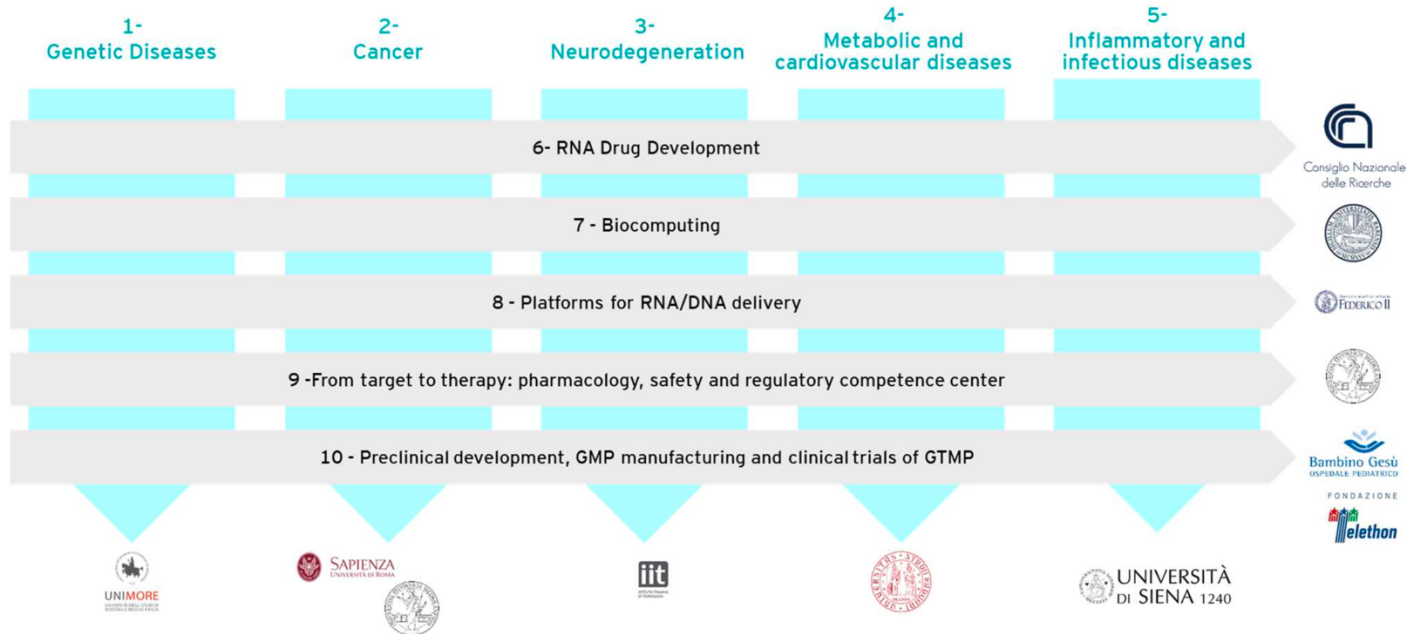 1-
Genetic Diseases
2-
Cancer
3-
Neurodegeneration
4-
Metabolic and
cardiovascular diseases
5-
Inflammatory and
infectious diseases
6- RNA Drug Development
Consiglio Nazionale
delle Ricerche
7 - Biocomputing
8 - Platforms for RNA/DNA delivery
FEDERICO II
9 -From target to therapy: pharmacology, safety and regulatory competence center
10 - Preclinical development, GMP manufacturing and clinical trials of GTMP
Bambino Gesù
OSPEDALE PEDIATRICO
FONDAZIONE
Telethon
UNIMORE
SAPIENZA
UNIVERSITÀ DI ROMA
iit
UNIVERSITÀ
DI SIENA 1240